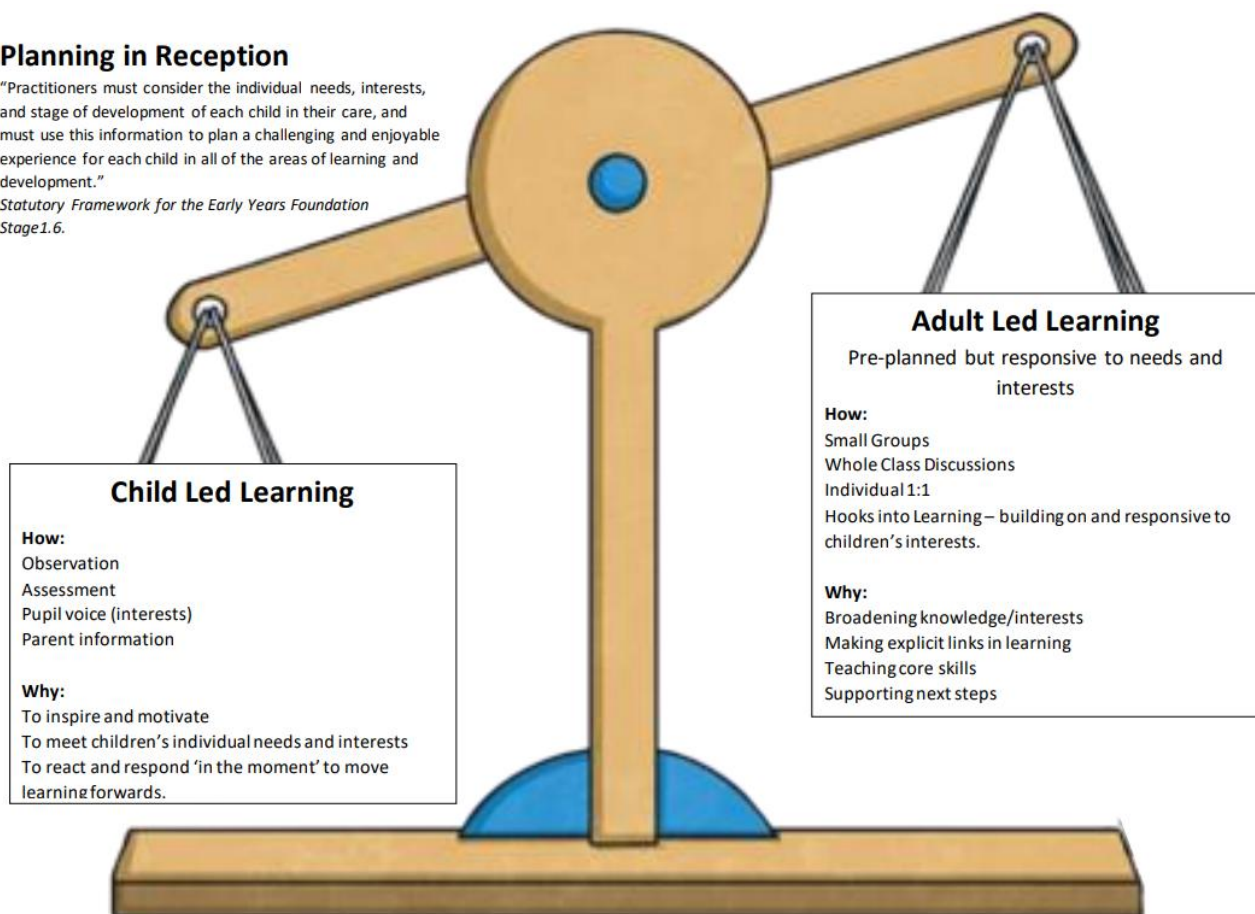 Planning in Reception
“Practitioners must consider the individual needs, interests,
and stage of development of each child in their care, and
must use this information to plan a challenging and enjoyable
experience for each child in all of the areas of learning and
development.”
Statutory Framework for the Early Years Foundation
Stage1.6.
Child Led Learning
How:
Observation
Assessment
Pupil voice (interests)
Parent information
Why:
To inspire and motivate
To meet children’s individual needs and interests
To react and respond ‘in the moment’ to move
learning forwards.
Adult Led Learning
Pre-planned but responsive to needs and
interests
How:
Small Groups
Whole Class Discussions
Individual 1:1
Hooks into Learning – building on and responsive to
children’s interests.
Why:
Broadening knowledge/interests
Making explicit links in learning
Teaching core skills
Supporting next steps